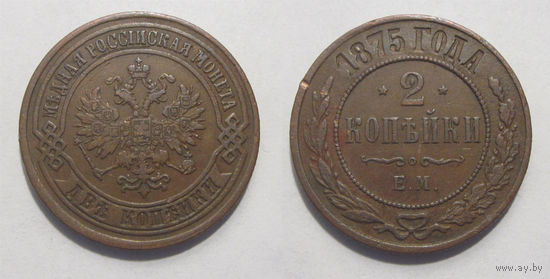 МѢДНАЯ РОССІЙСКАЯ МОНЕТА
ДВѢ КОПѢЙКИ
1875 ГОДА
2
КОПѢЙКИ
Е.М.
www.ay.by